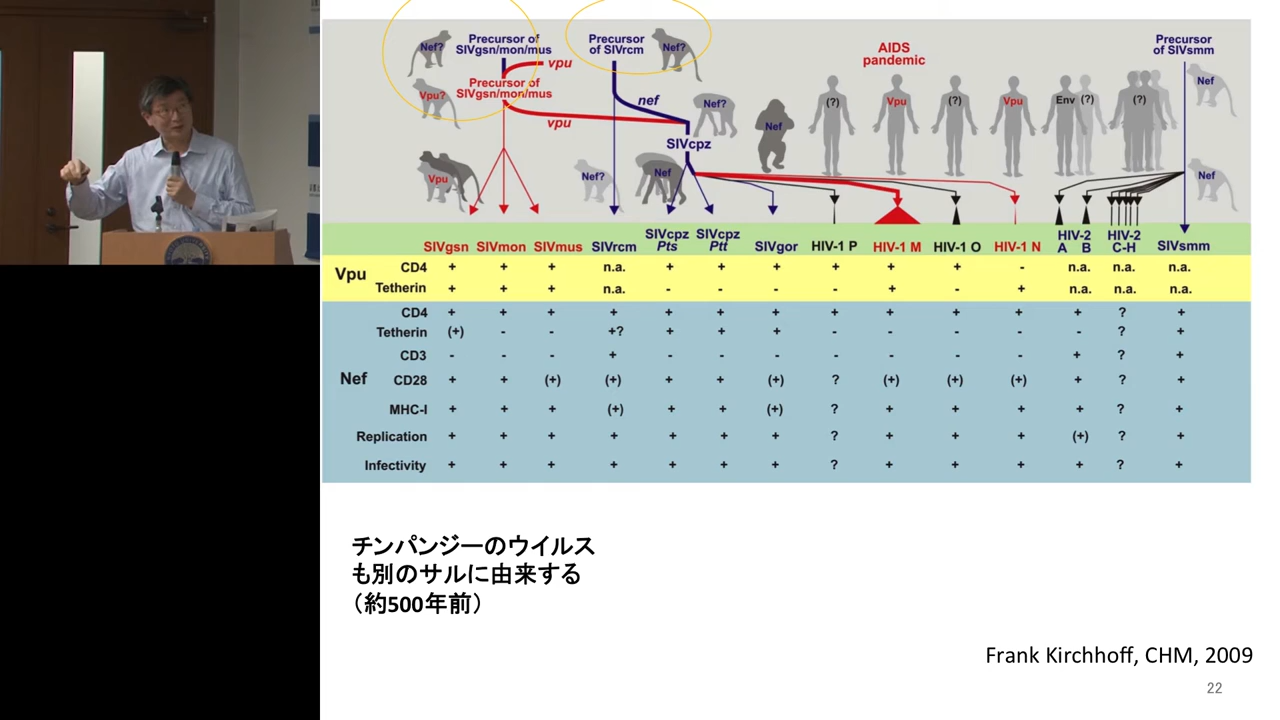 Precursor of
SIVgsn/mon/mus
Nef?
vpu
Precursor of
SIVgsn/mon/mus
Vpu?
vpu
Vpu
Precursor
of SIVrcm
Nef?
nef
Nef?
SIVcpz
Nef?
Nef
Nef
AIDS
pandemic
(?) Vpu (?) Vpu Env (?) (?)
Precursor
of SIVsmm
Nef
Nef
SIVgsn SIVmon SIVmus SIVrcm SIVcpz Pts SIVcpz Ptt SIVgor HIV-1 P HIV-1 M HIV-1 O HIV-1 N HIV-2 A B HIV-2 C-H SIVsmm
Vpu
CD4 + + + n.a. + + + + + + - n.a. n.a. n.a.
Tetherin + + + n.a. - - - - + - + n.a. n.a. n.a.
Nef
CD4 + + + + + + + + + + + + ? +
Tetherin (+) - - +? + + + - - - - - ? +
CD3 - - - + - - - - - - - + ? +
CD28 + + (+) (+) + + (+) ? (+) (+) (+) + ? +
MHC-I + + + (+) + + (+) ? + + + + ? +
Replication + + + + + + + ? + + + (+) ? +
Infectivity + + + + + + + ? + + + + ? +
チンパンジーのウイルス
も別のサルに由来する
（約500年前）
Frank Kirchhoff, CHM, 2009
22